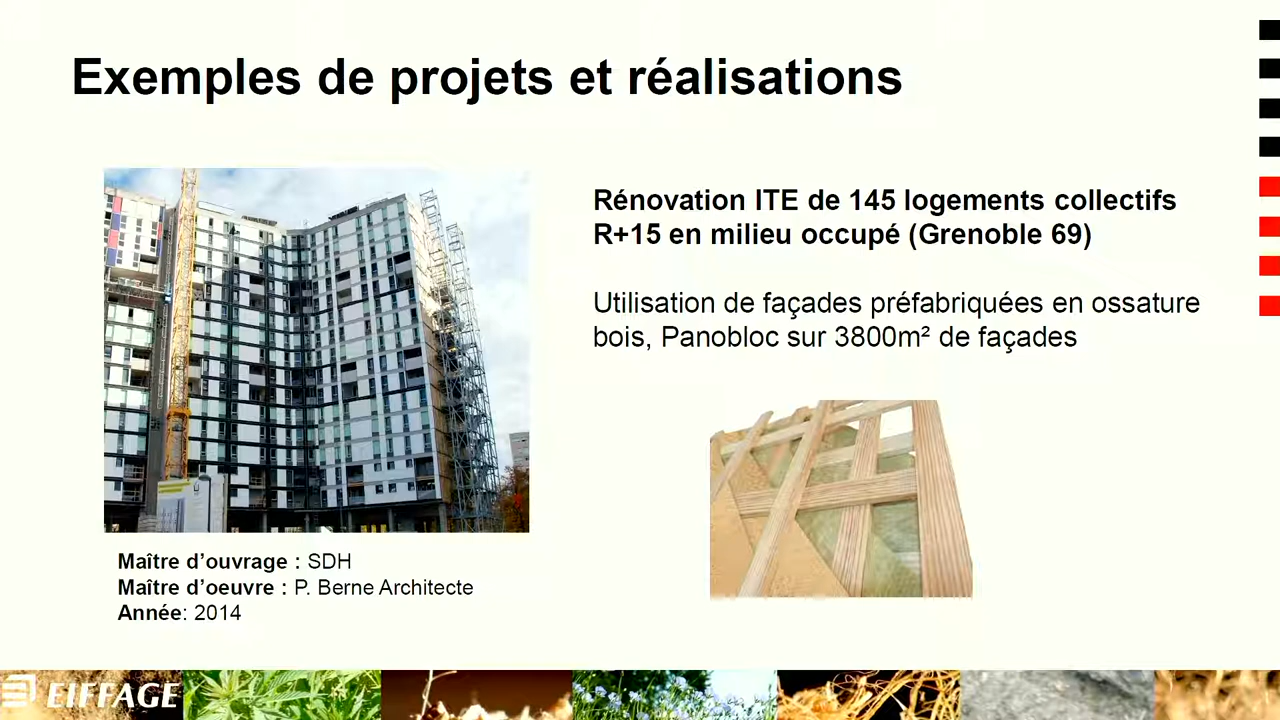 Exemples de projets et réalisations
Rénovation ITE de 145 logements collectifs
R+15 en milieu occupé (Grenoble 69)
Utilisation de façades préfabriquées en ossature
bois, Panobloc sur 3800m² de façades
Maître d’ouvrage : SDH
Maître d’oeuvre : P. Berne Architecte
Année: 2014
EIFFAGE